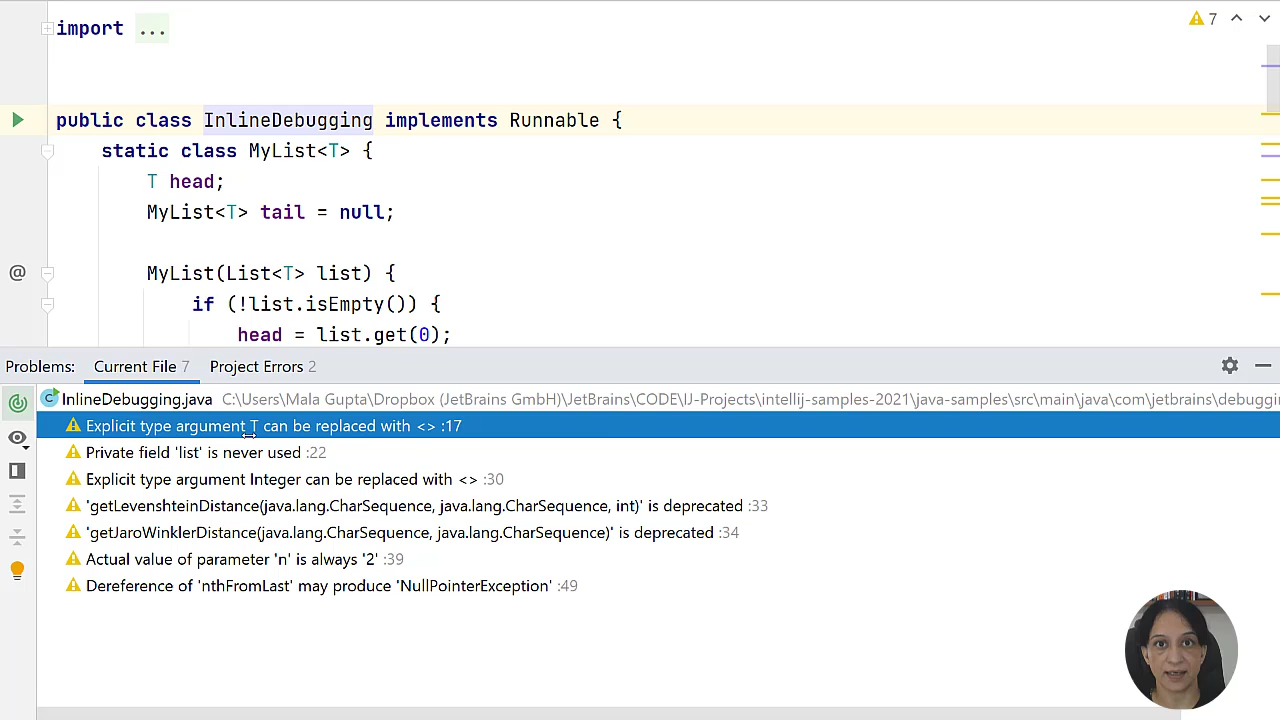 import ...
7
public class InlineDebugging implements Runnable {
static class MyList<T> {
T head;
MyList<T> tail = null;
@
MyList(List<T> list) {
if (!list.isEmpty()) {
head = list.get(0);
Problems: Current File 7 Project Errors 2
InlineDebugging.java C:\Users\Mala Gupta\Dropbox (JetBrains GmbH)\JetBrains\CODE\IJ-Projects\intellij-samples-2021\java-samples\src\main\java\com\jetbrains\debugging
Explicit type argument T can be replaced with <> :17
Private field 'list' is never used :22
Explicit type argument Integer can be replaced with <> :30
'getLevenshteinDistance(java.lang.CharSequence, java.lang.CharSequence, int)' is deprecated :33
'getJaroWinklerDistance(java.lang.CharSequence, java.lang.CharSequence)' is deprecated :34
Actual value of parameter 'n' is always '2' :39
Dereference of 'nthFromLast' may produce 'NullPointerException' :49